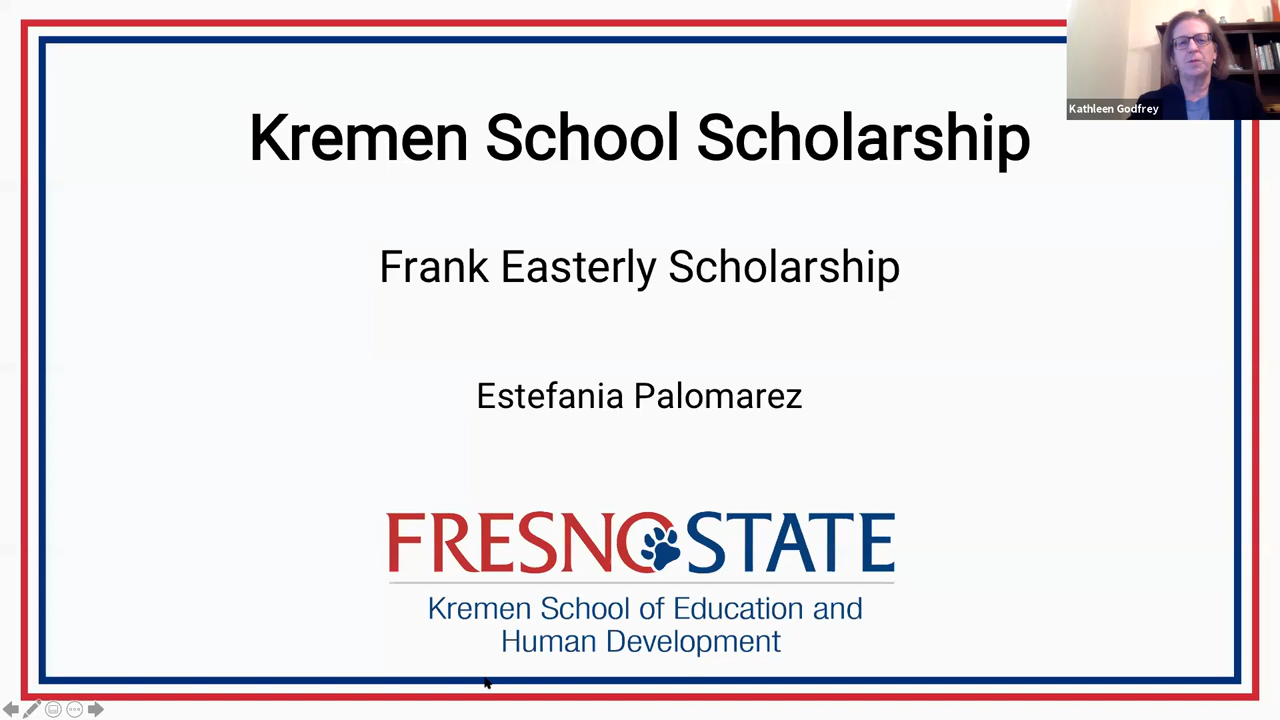 Kathleen Godfrey
Kremen School Scholarship
Frank Easterly Scholarship
Estefania Palomarez
FRESNO STATE
Kremen School of Education and
Human Development